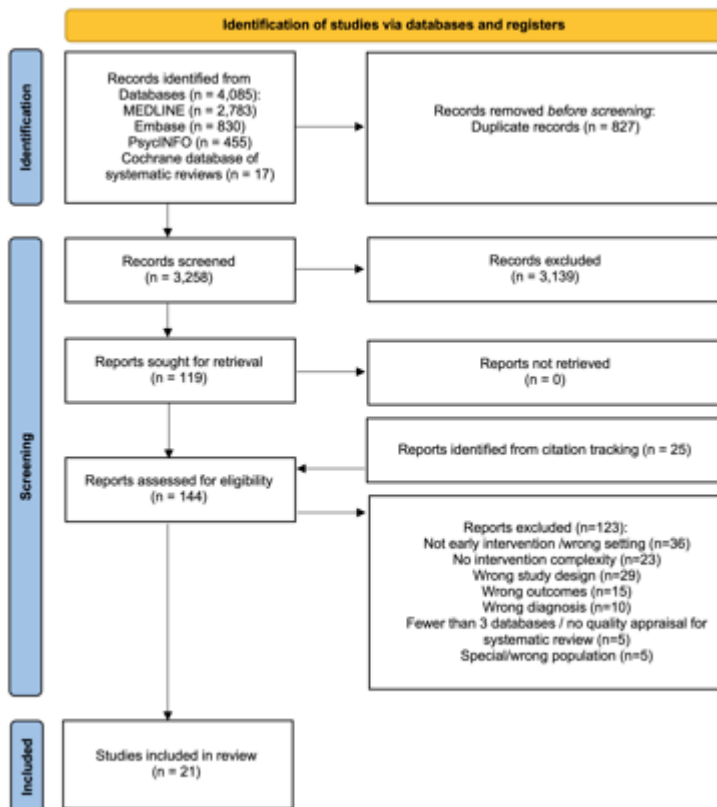 Identification of studies via databases and registers
Identification
Records identified from
Databases (n = 4,085):
MEDLINE (n = 2,783)
Embase (n = 830)
PsycINFO (n = 455)
Cochrane database of
systematic reviews (n = 17)
Records removed before screening:
Duplicate records (n = 827)
Screening
Records screened
(n = 3,258)
Records excluded
(n = 3,139)
Reports sought for retrieval
(n = 119)
Reports not retrieved
(n = 0)
Reports identified from citation tracking (n = 25)
Reports assessed for eligibility
(n = 144)
Reports excluded (n=123):
Not early intervention /wrong setting (n=36)
No intervention complexity (n=23)
Wrong study design (n=29)
Wrong outcomes (n=15)
Wrong diagnosis (n=10)
Fewer than 3 databases / no quality appraisal for
systematic review (n=5)
Special/wrong population (n=5)
Included
Studies included in review
(n = 21)